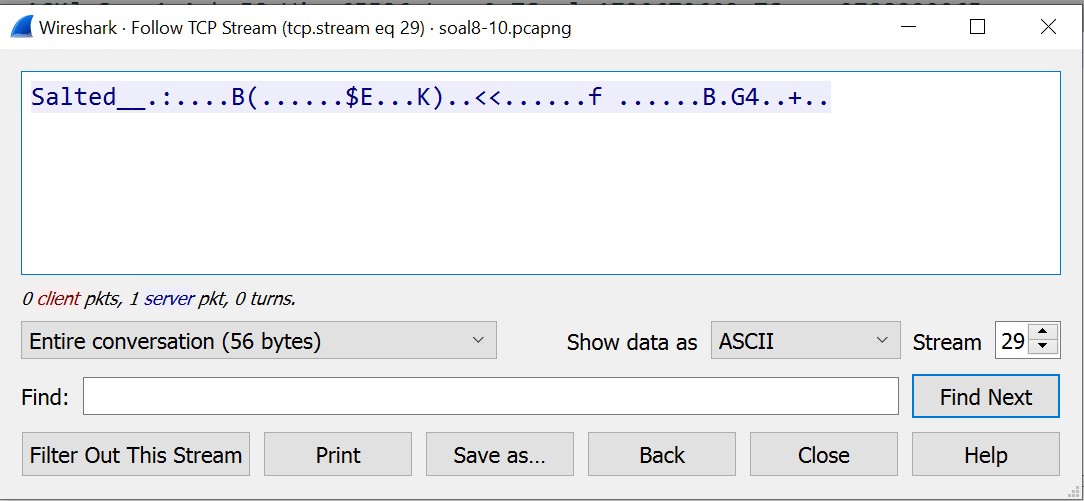 Wireshark · Follow TCP Stream (tcp.stream eq 29) · soal8-10.pcapng
Salted__.:....B(......$E...K)..<<......f ......B.G4..+..
0 client pkts, 1 server pkt, 0 turns.
Entire conversation (56 bytes) Show data as ASCII Stream 29
Find: Find Next
Filter Out This Stream Print Save as... Back Close Help